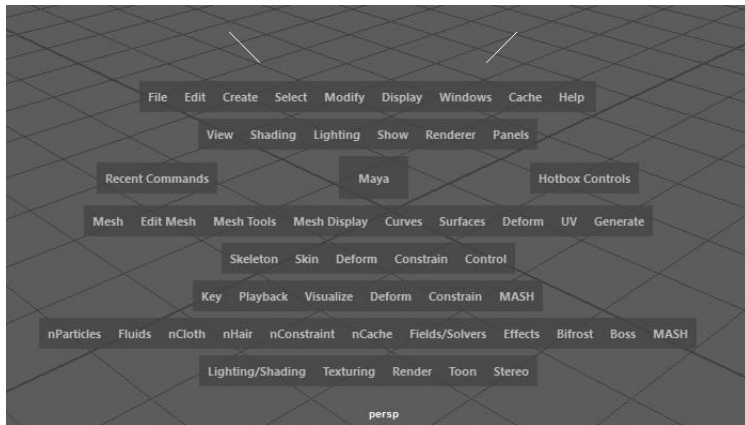 File Edit Create Select Modify Display Windows Cache Help
View Shading Lighting Show Renderer Panels
Recent Commands Maya Hotbox Controls
Mesh Edit Mesh Mesh Tools Mesh Display Curves Surfaces Deform UV Generate
Skeleton Skin Deform Constrain Control
Key Playback Visualize Deform Constrain MASH
nParticles Fluids nCloth nHair nConstraint nCache Fields/Solvers Effects Bifrost Boss MASH
Lighting/Shading Texturing Render Toon Stereo
persp